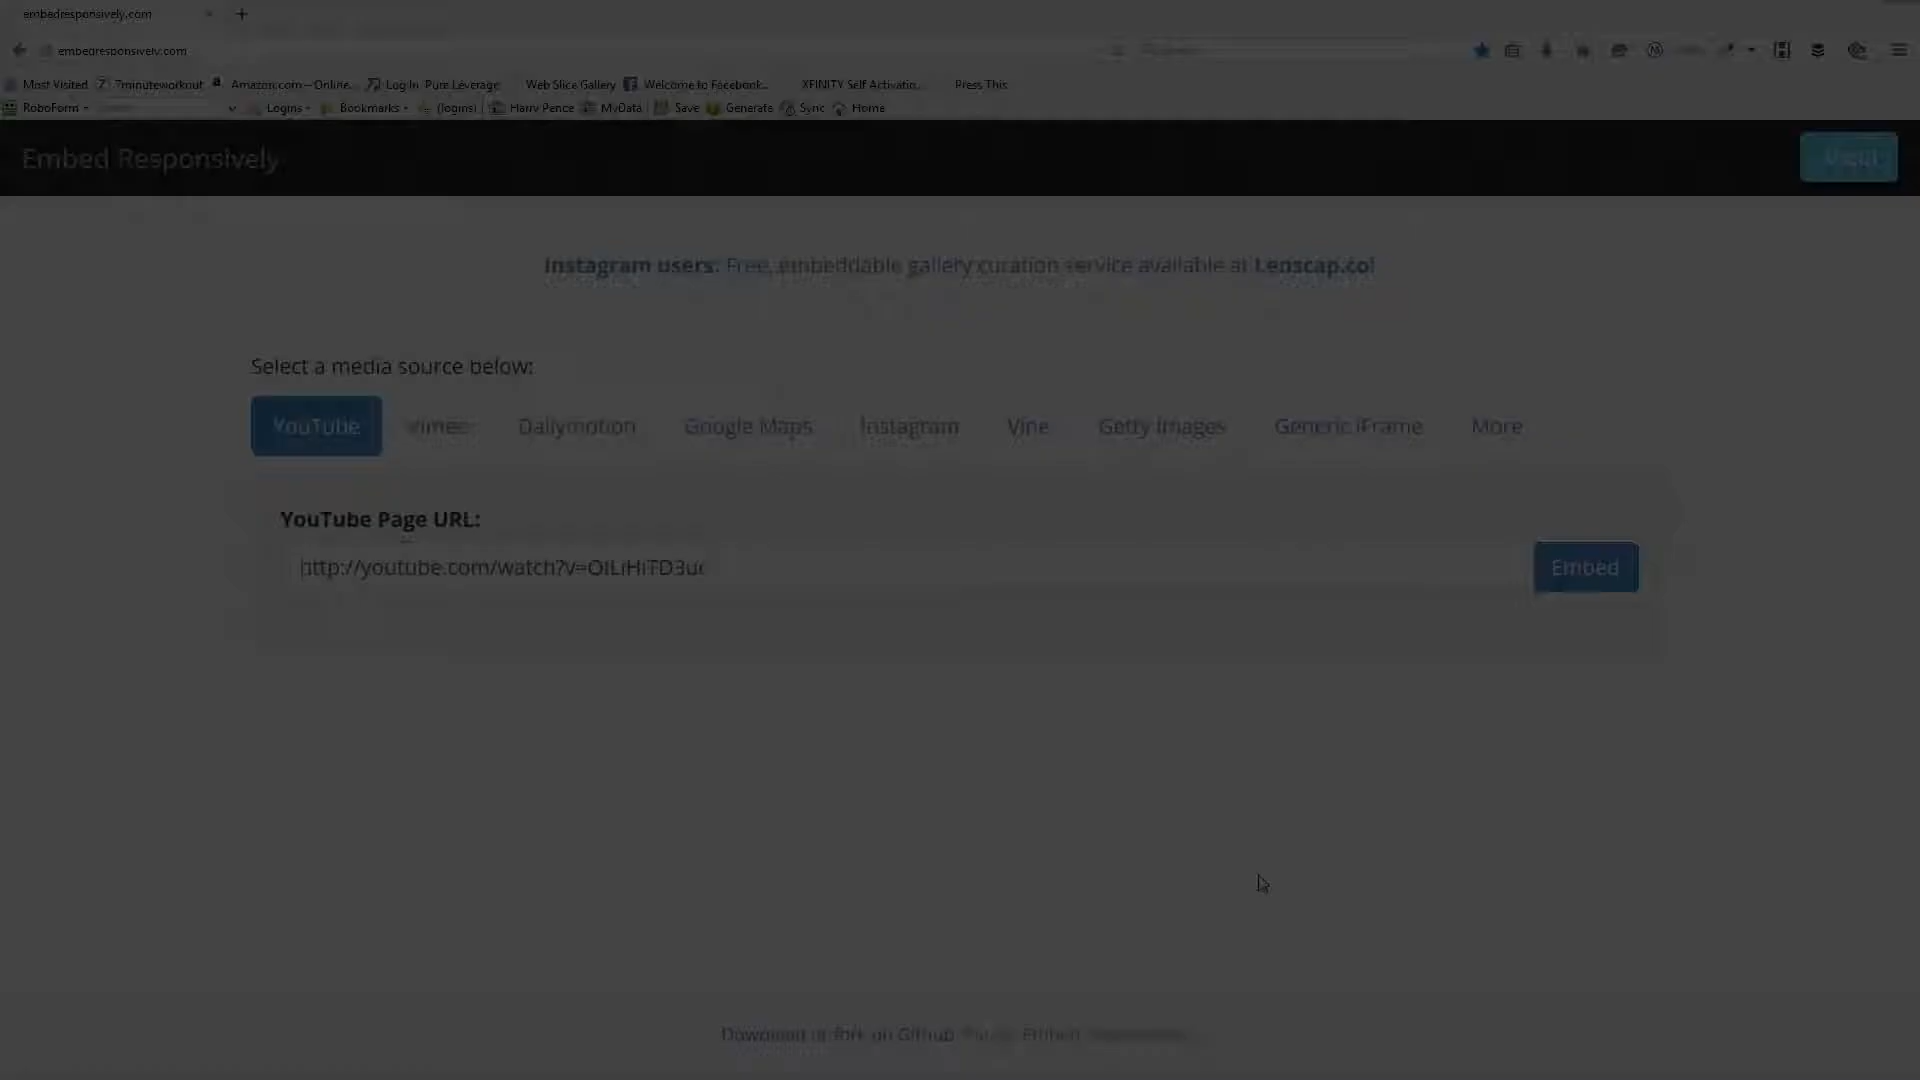 embedresponsively.com
embedresponsively.com
Most Visited 7minuteworkout Amazom.com--Online... Log In Pure Leverage Web Slice Gallery Welcome to Facebook... XFINITY Self Activatio... Press This
RoboForm Logins Bookmarks (logins) Harry Pence MyData Save Generate Sync Home
Embed Responsively
Instagram users: Free, embeddable gallery curation service available at Lenscap.co!
Select a media source below:
YouTube Vimeo Dailymotion Google Maps Instagram Vine Getty Images Generic iFrame More
YouTube Page URL:
Embed
Download or fork on Github